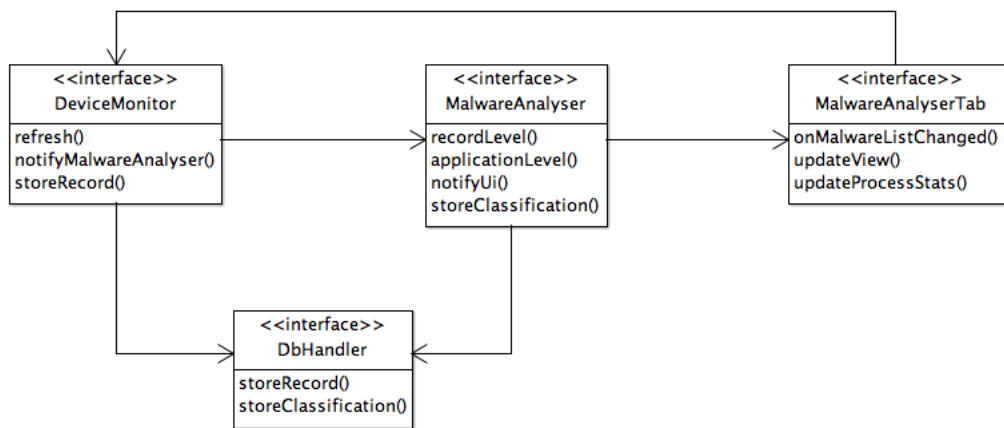 <<interface>>
DeviceMonitor
refresh()
notifyMalwareAnalyser()
storeRecord()
<<interface>>
MalwareAnalyser
recordLevel()
applicationLevel()
notifyUi()
storeClassification()
<<interface>>
MalwareAnalyserTab
onMalwareListChanged()
updateView()
updateProcessStats()
<<interface>>
DbHandler
storeRecord()
storeClassification()